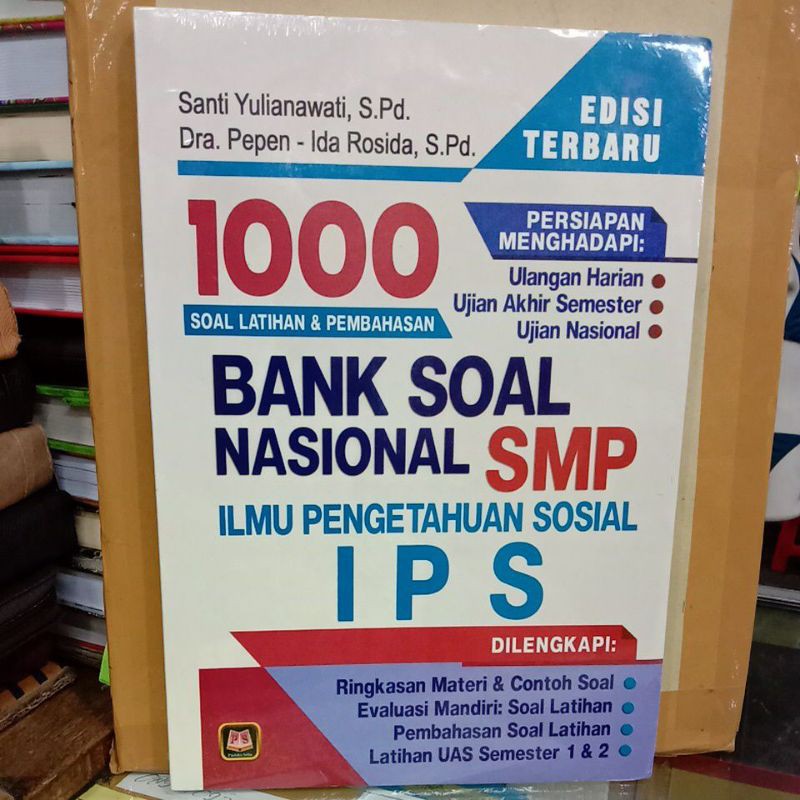 Santi Yulianawati, S.Pd.
Dra. Pepen - Ida Rosida, S.Pd.
EDISI
TERBARU
1000
SOAL LATIHAN & PEMBAHASAN
PERSIAPAN
MENGHADAPI:
Ulangan Harian
Ujian Akhir Semester
Ujian Nasional
BANK SOAL
NASIONAL SMP
ILMU PENGETAHUAN SOSIAL
I P S
DILENGKAPI:
Ringkasan Materi & Contoh Soal
Evaluasi Mandiri: Soal Latihan
Pembahasan Soal Latihan
Latihan UAS Semester 1 & 2
PS